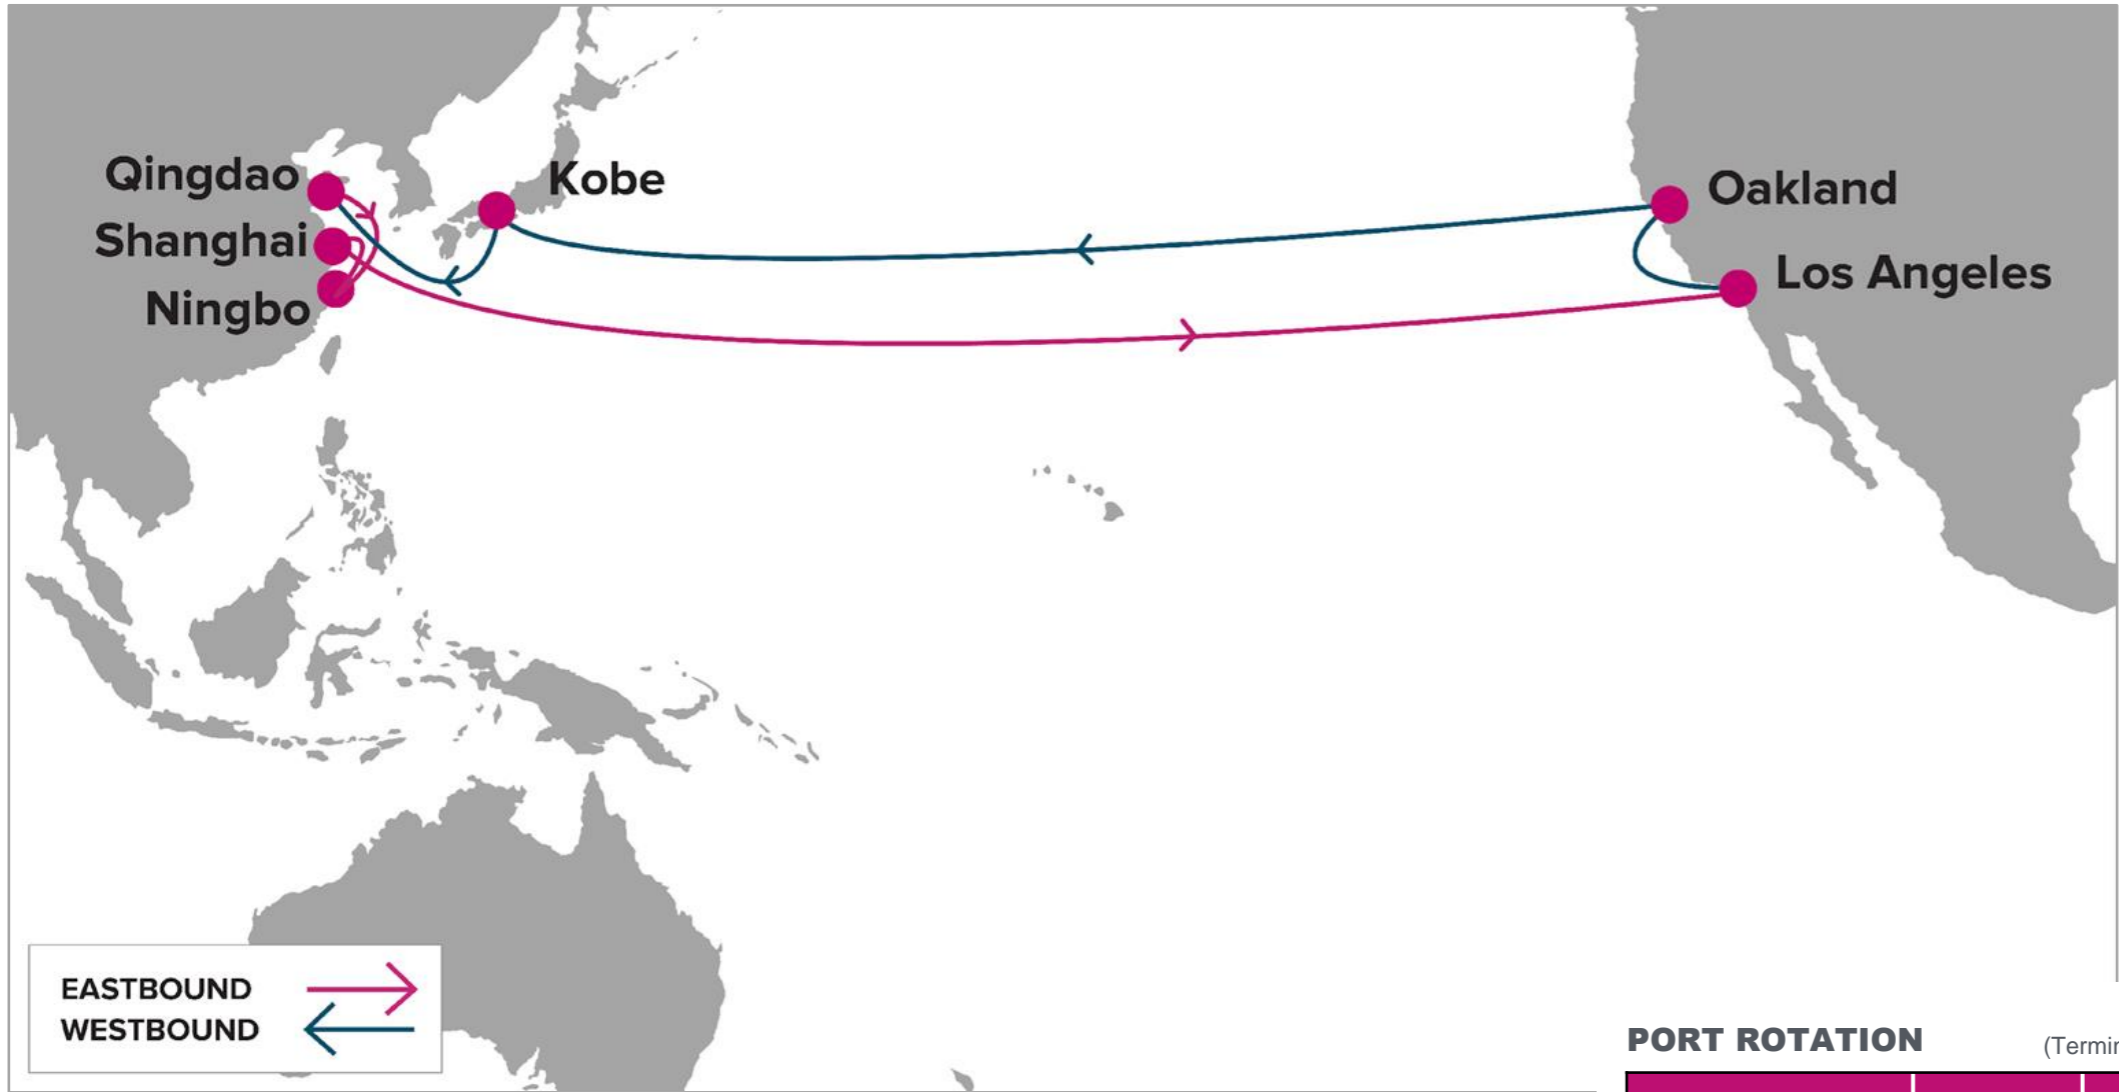 Qingdao
Kobe
Shanghai
Ningbo
Oakland
Los Angeles
EASTBOUND
WESTBOUND
PORT ROTATION